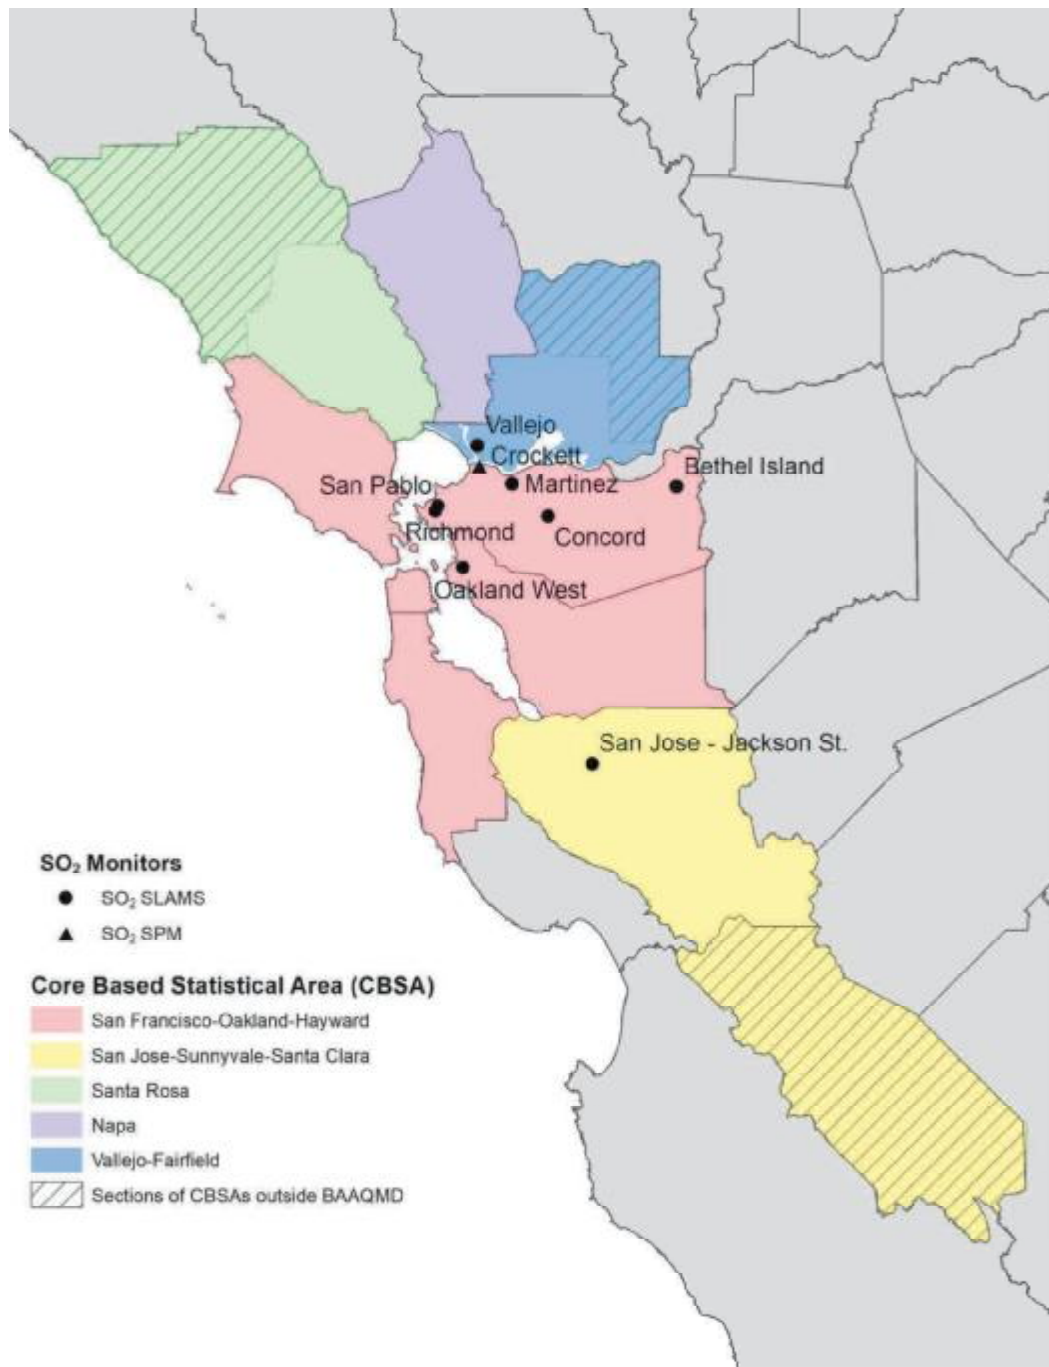 Vallejo
Crockett
Bethel Island
San Pablo
Martinez
Richmond
Concord
Oakland West
San Jose - Jackson St.
SO₂ Monitors
SO₂ SLAMS
SO₂ SPM
Core Based Statistical Area (CBSA)
San Francisco-Oakland-Hayward
San Jose-Sunnyvale-Santa Clara
Santa Rosa
Napa
Vallejo-Fairfield
Sections of CBSAs outside BAAQMD